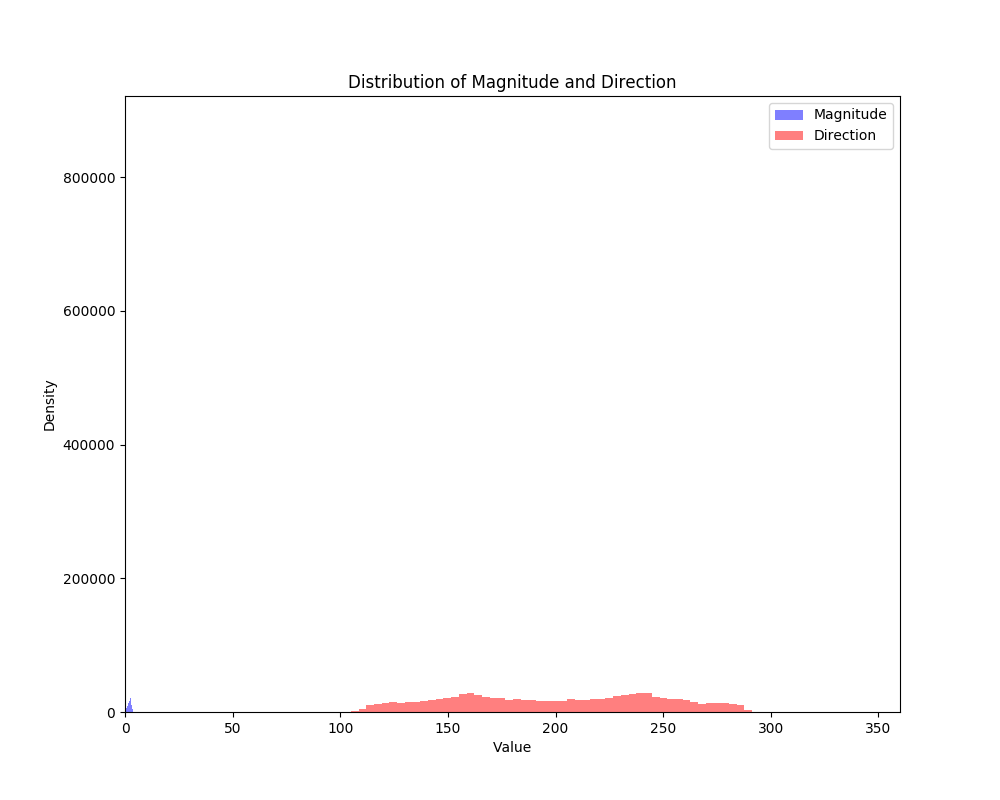 Distribution of Magnitude and Direction
Magnitude
Direction
800000
600000
400000
200000
0
Density
0 50 100 150 200 250 300 350
Value